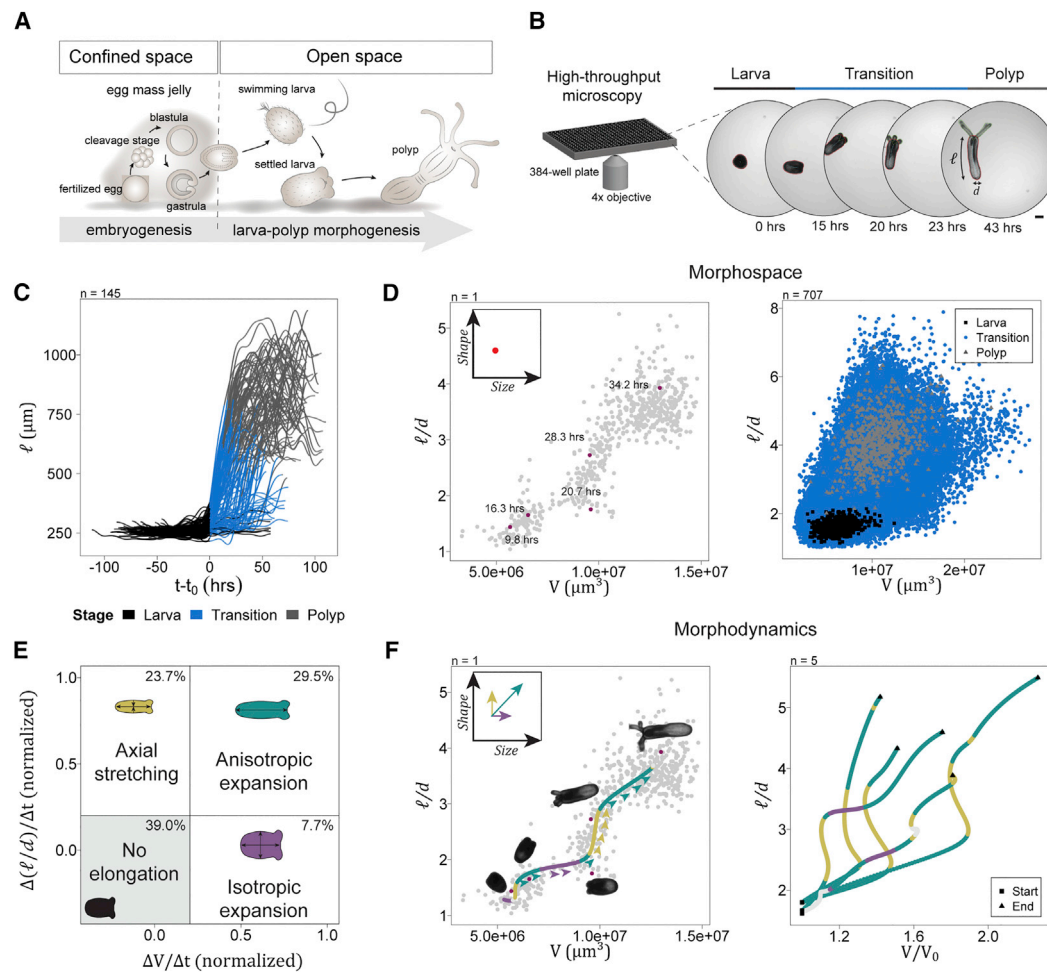 A
Confined space
Open space
egg mass jelly
blastula
cleavage stage
fertilized egg
gastrula
swimming larva
settled larva
polyp
embryogenesis
larva-polyp morphogenesis
B
High-throughput
microscopy
384-well plate
4x objective
Larva
Transition
Polyp
ℓ
d
0 hrs
15 hrs
20 hrs
23 hrs
43 hrs
C
n = 145
ℓ (μm)
1000
750
500
250
-100
-50
0
50
100
t-t₀ (hrs)
Stage
Larva
Transition
Polyp
Morphospace
D
n = 1
Shape
Size
ℓ/d
5
4
3
2
1
34.2 hrs
28.3 hrs
20.7 hrs
16.3 hrs
9.8 hrs
5.0e+06
1.0e+07
15.0e+07
V (μm³)
n = 707
Larva
Transition
Polyp
ℓ/d
8
6
4
2
1e+07
2e+07
V (μm³)
E
Δ(ℓ/d)/Δt (normalized)
1.0
0.5
0.0
23.7%
Axial
stretching
29.5%
Anisotropic
expansion
39.0%
No
elongation
7.7%
Isotropic
expansion
0.0
0.5
1.0
ΔV/Δt (normalized)
Morphodynamics
F
n = 1
Shape
Size
ℓ/d
5
4
3
2
1
5.0e+06
1.0e+07
15.0e+07
V (μm³)
n = 5
ℓ/d
5
4
3
2
Start
End
1.2
1.6
2.0
V/V₀